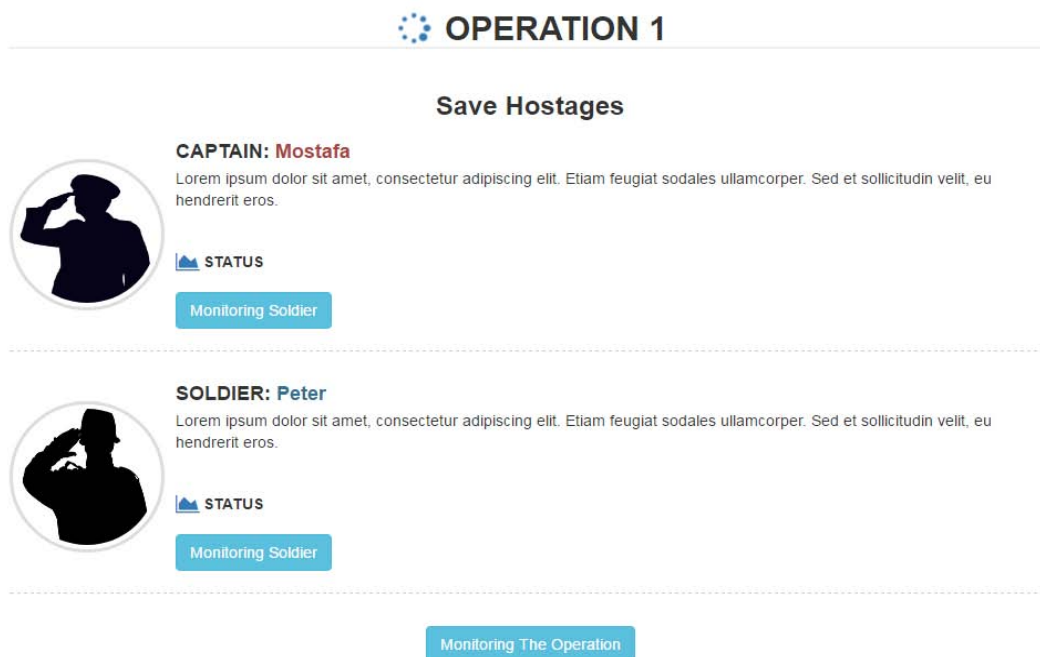 OPERATION 1
Save Hostages
CAPTAIN: Mostafa
Lorem ipsum dolor sit amet, consectetur adipiscing elit. Etiam feugiat sodales ullamcorper. Sed et sollicitudin velit, eu
hendrerit eros.
STATUS
Monitoring Soldier
SOLDIER: Peter
Lorem ipsum dolor sit amet, consectetur adipiscing elit. Etiam feugiat sodales ullamcorper. Sed et sollicitudin velit, eu
hendrerit eros.
STATUS
Monitoring Soldier
Monitoring The Operation